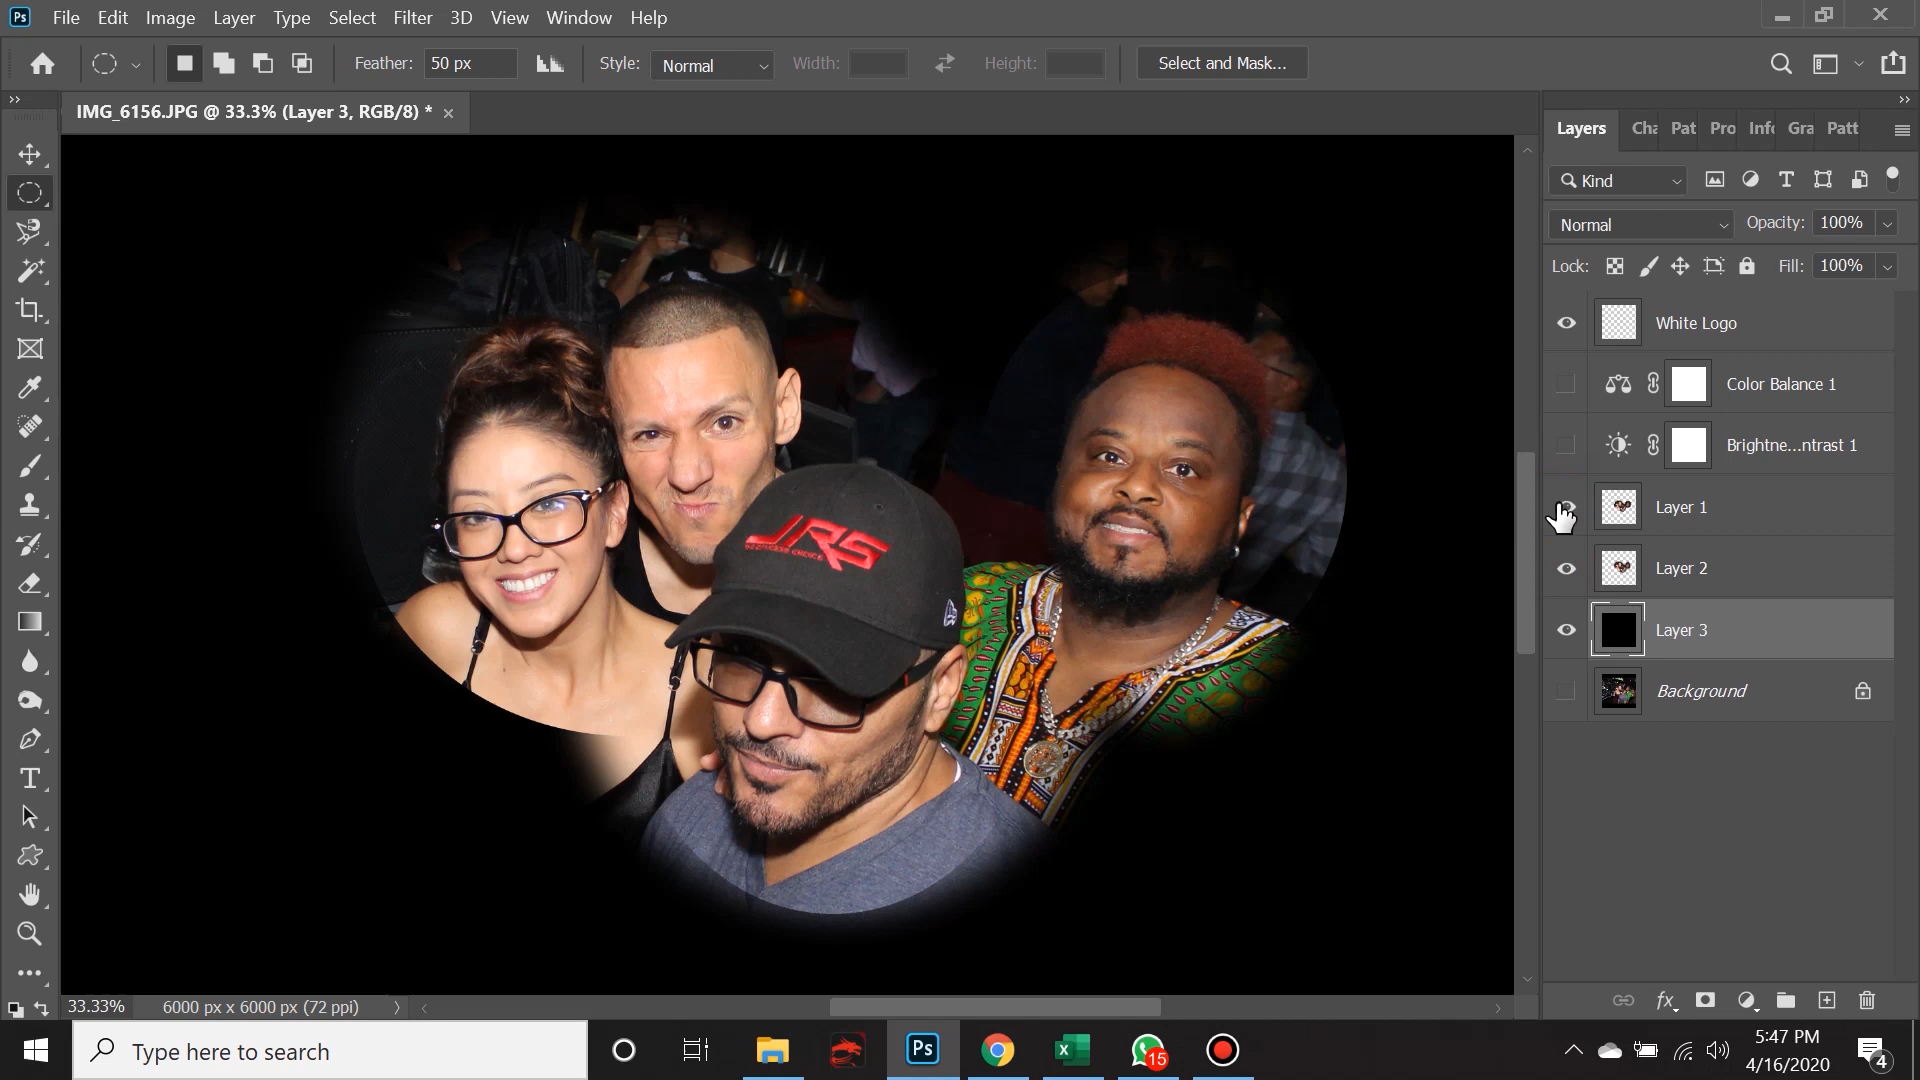 Ps File Edit Image Layer Type Select Filter 3D View Window Help
Feather: 50 px Style: Normal Width: Height: Select and Mask...
IMG_6156.JPG @ 33.3% (Layer 3, RGB/8) *
Layers Cha Pat Pro Info Gra Patt
Kind
Normal Opacity: 100%
Lock: Fill: 100%
White Logo
Color Balance 1
Brightne...ntrast 1
Layer 1
Layer 2
Layer 3
Background
JRS
33.33% 6000 px x 6000 px (72 ppi)
Type here to search
Ps
15
5:47 PM
4/16/2020
4